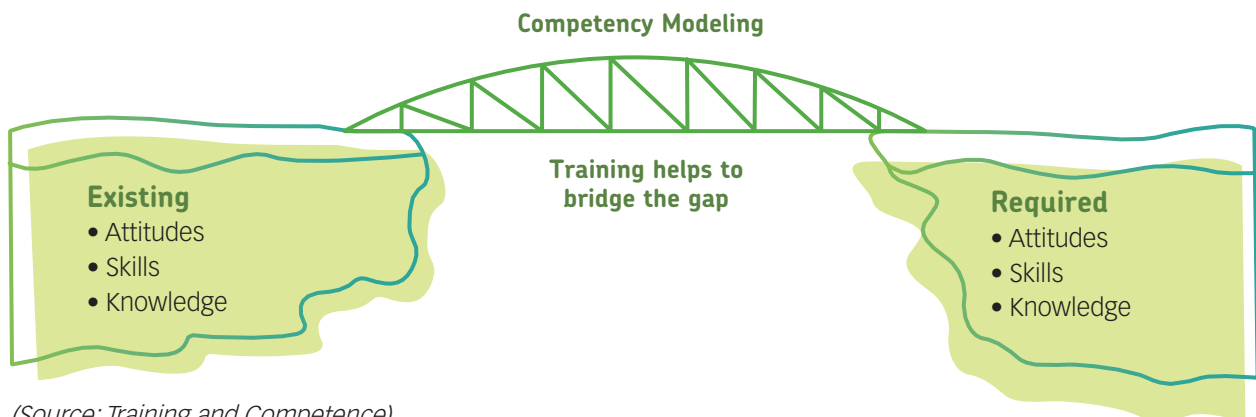 Competency Modeling
Training helps to
bridge the gap
Existing
• Attitudes
• Skills
• Knowledge
Required
• Attitudes
• Skills
• Knowledge
(Source: Training and Competence)